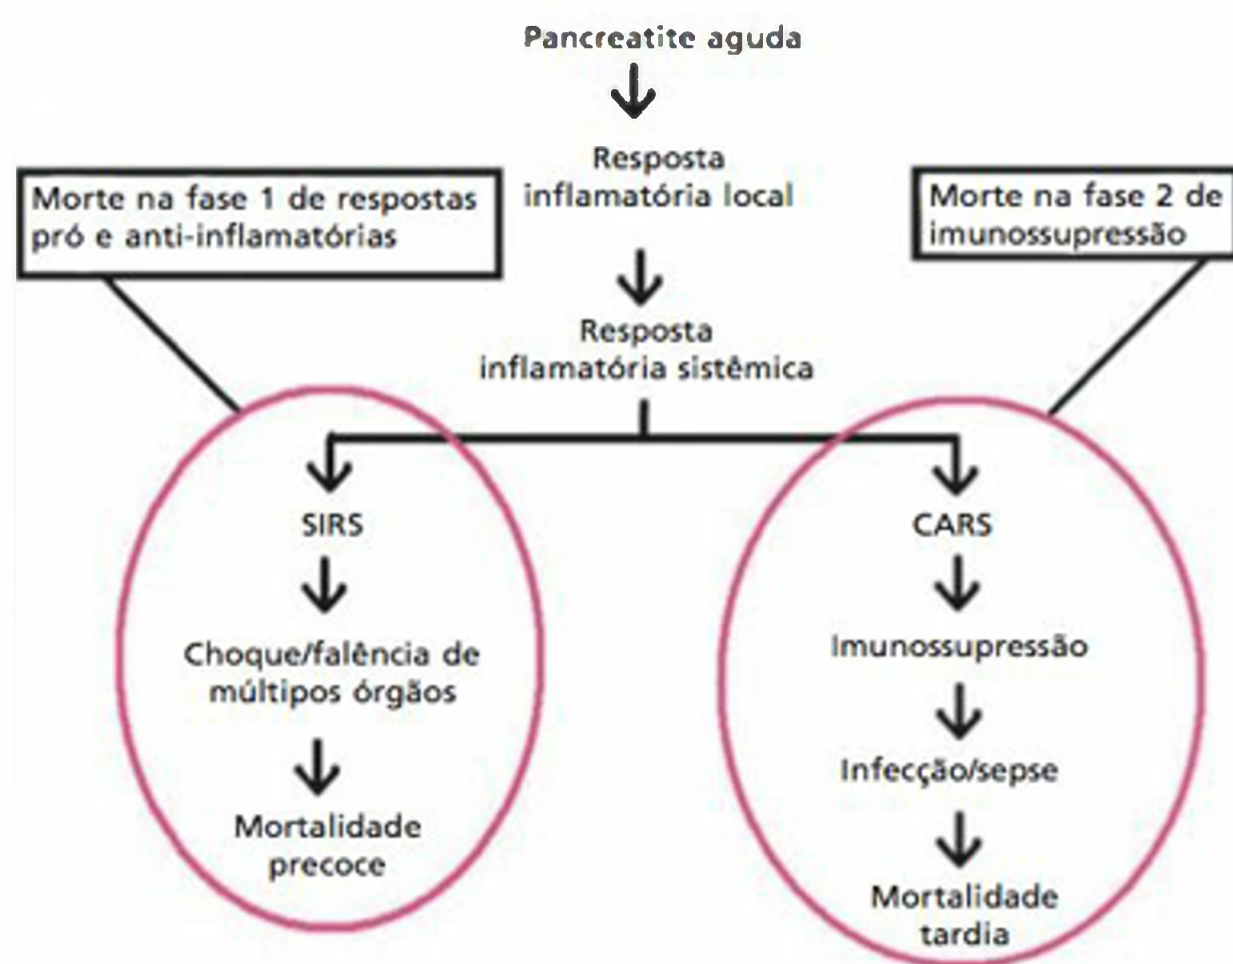 Pancreatite aguda
Resposta
inflamatória local
Morte na fase 1 de respostas
pró e anti-inflamatórias
Morte na fase 2 de
imunossupressão
Resposta
inflamatória sistêmica
SIRS
Choque/falência de
múltipos órgãos
Mortalidade
precoce
CARS
Imunossupressão
Infecção/sepse
Mortalidade
tardia